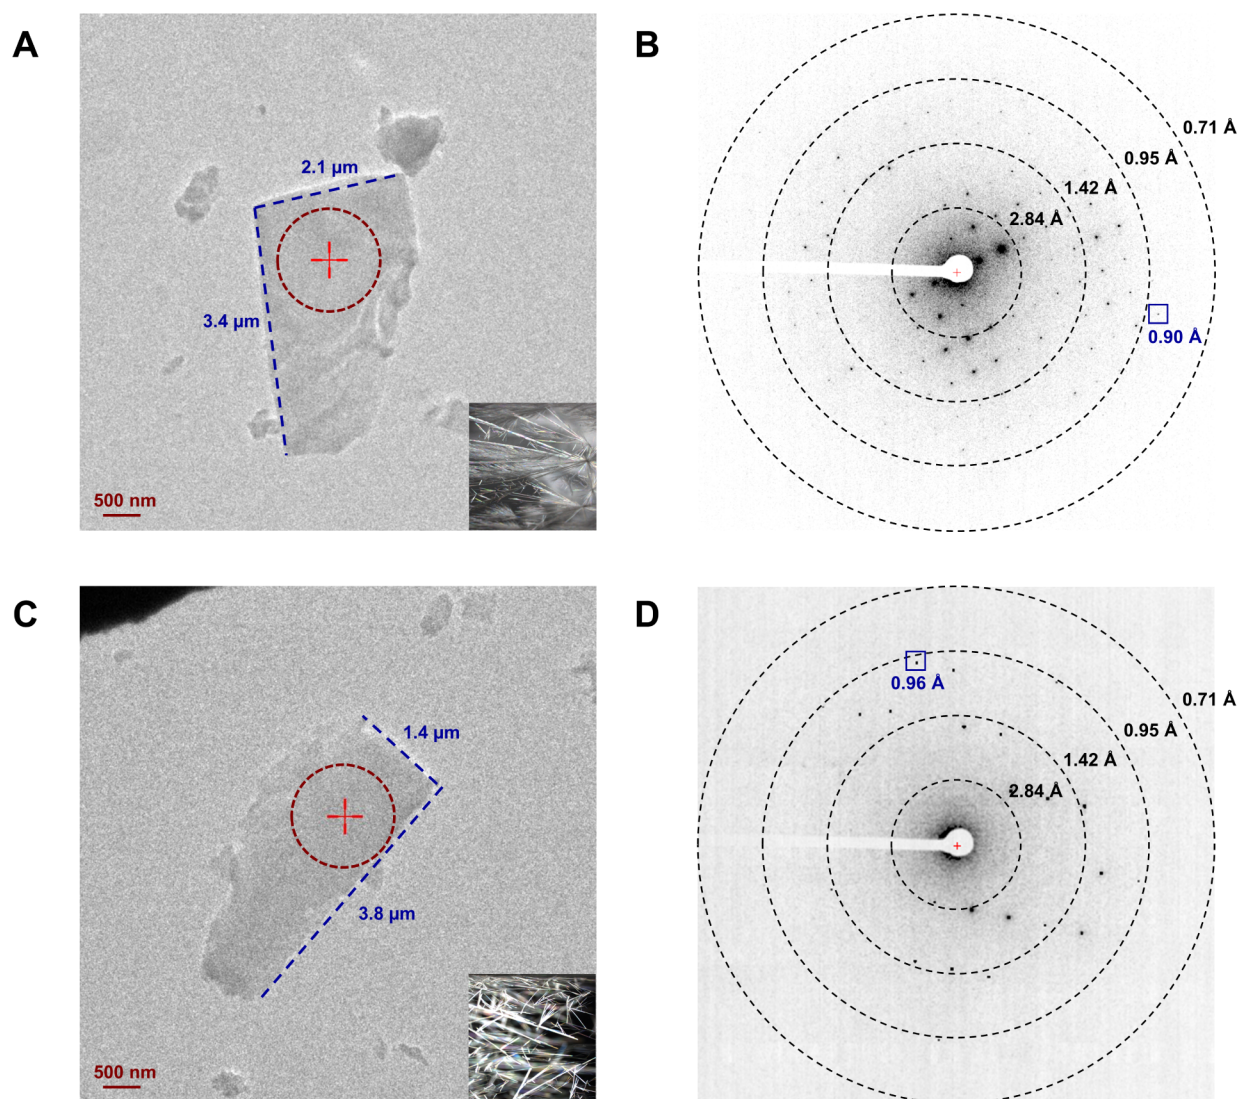 A
2.1 µm
3.4 µm
500 nm
B
0.71 Å
0.95 Å
1.42 Å
2.84 Å
0.90 Å
C
1.4 µm
3.8 µm
500 nm
D
0.96 Å
0.71 Å
0.95 Å
1.42 Å
2.84 Å